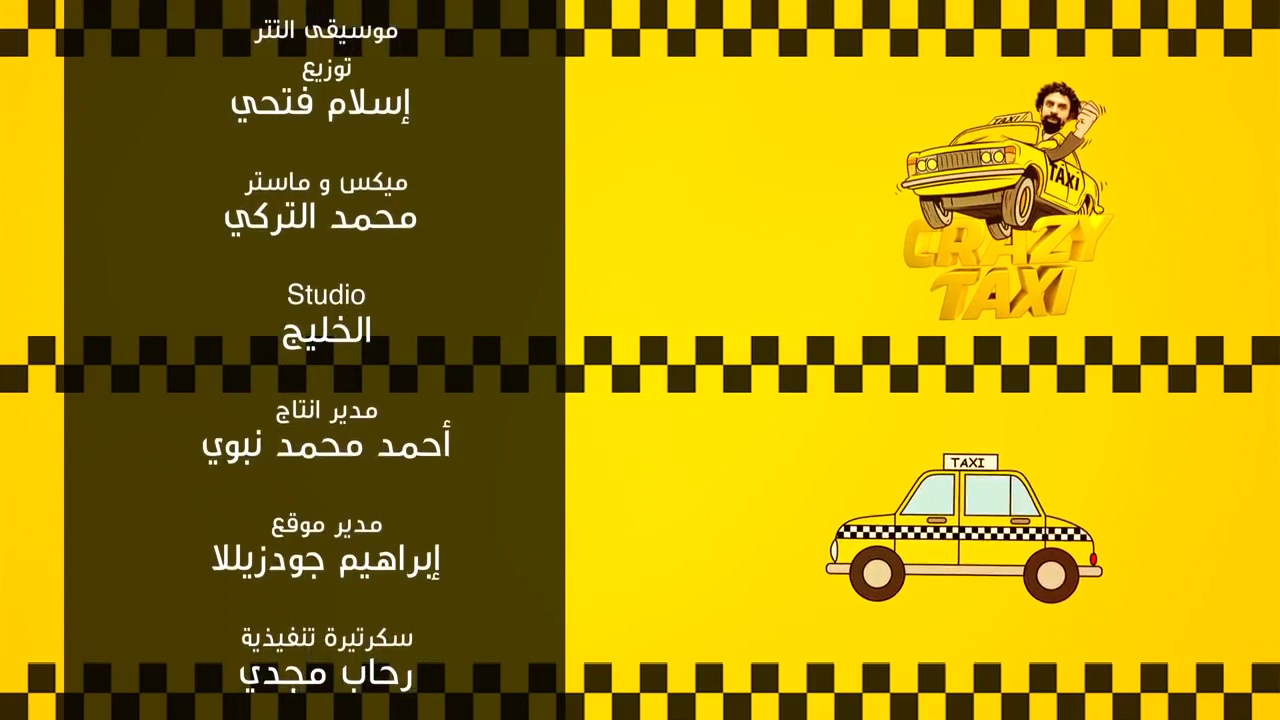 موسيقى التتر
توزيع
إسلام فتحي
ميكس و ماستر
محمد التركي
Studio
الخليج
مدير انتاج
أحمد محمد نبوي
مدير موقع
إبراهيم جودزيللا
سكرتيرة تنفيذية
رحاب مجدي
TAXI
TAXI
CRAZY
TAXI
TAXI